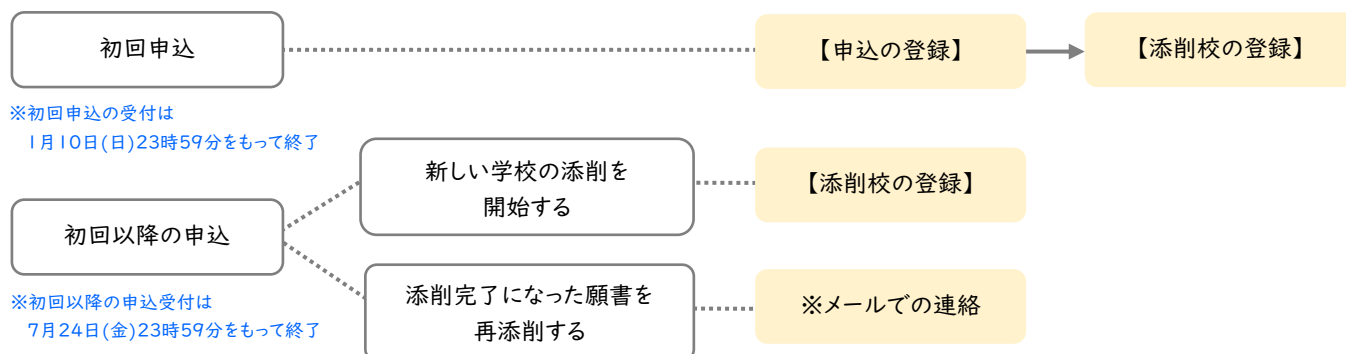 初回申込
【申込の登録】
【添削校の登録】
※初回申込の受付は
1月10日(日)23時59分をもって終了
新しい学校の添削を
開始する
【添削校の登録】
初回以降の申込
※初回以降の申込受付は
7月24日(金)23時59分をもって終了
添削完了になった願書を
再添削する
※メールでの連絡